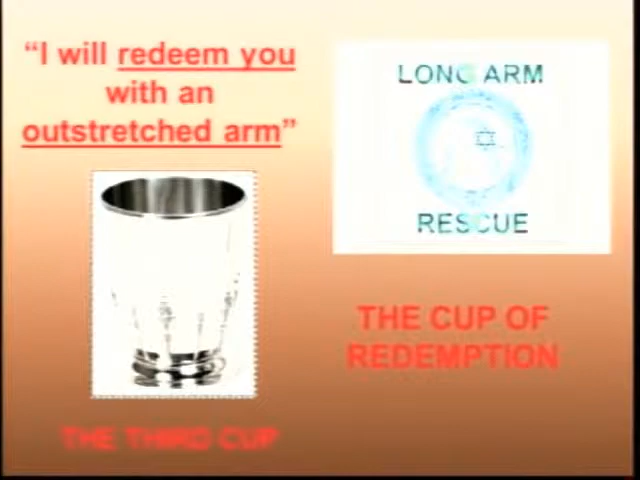 “I will redeem you
with an
outstretched arm”
LONG ARM
RESCUE
THE CUP OF
REDEMPTION
THE THIRD CUP